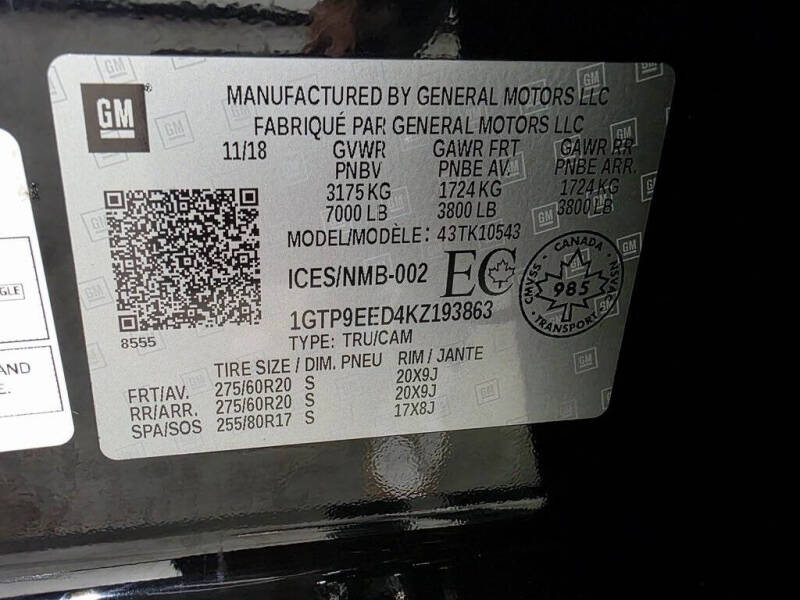 GM
MANUFACTURED BY GENERAL MOTORS LLC
FABRIQUÉ PAR GENERAL MOTORS LLC
11/18 GVWR GAWR FRT GAWR RR
PNBV PNBE AV. PNBE ARR.
3175 KG 1724 KG 1724 KG
7000 LB 3800 LB 3800 LB
MODEL/MODÈLE: 43TK10543
ICES/NMB-002 EC
CANADA
CMVSS 985 NSVAC
TRANSPORT
1GTP9EED4KZ193863
8555
TYPE: TRU/CAM
TIRE SIZE / DIM. PNEU RIM / JANTE
FRT/AV. 275/60R20 S 20X9J
RR/ARR. 275/60R20 S 20X9J
SPA/SOS 255/80R17 S 17X8J
GLE
AND
E.